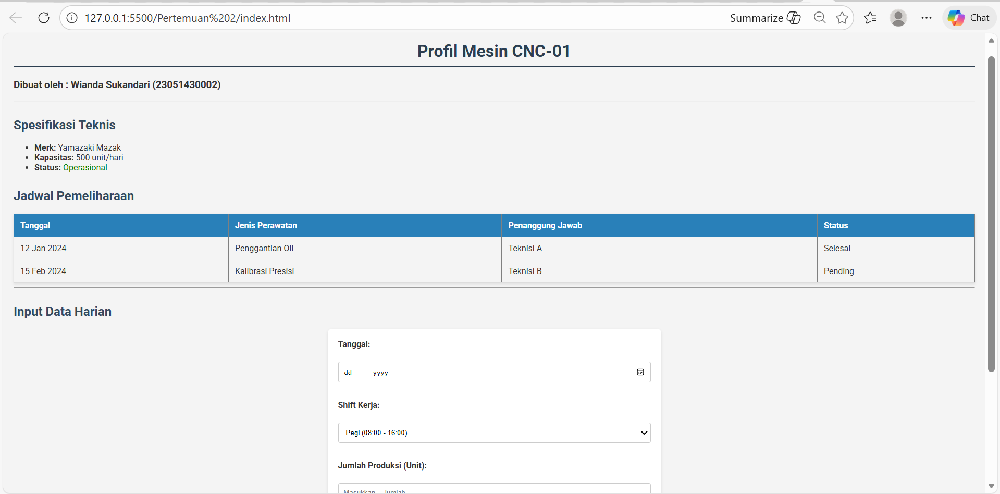 127.0.0.1:5500/Pertemuan%202/index.html
Summarize
Chat
Profil Mesin CNC-01
Dibuat oleh : Wianda Sukandari (23051430002)
Spesifikasi Teknis
• Merk: Yamazaki Mazak
• Kapasitas: 500 unit/hari
• Status: Operasional
Jadwal Pemeliharaan
Tanggal Jenis Perawatan Penanggung Jawab Status
12 Jan 2024 Penggantian Oli Teknisi A Selesai
15 Feb 2024 Kalibrasi Presisi Teknisi B Pending
Input Data Harian
Tanggal:
dd-----yyyy
Shift Kerja:
Pagi (08:00 - 16:00)
Jumlah Produksi (Unit):
Masukkan jumlah